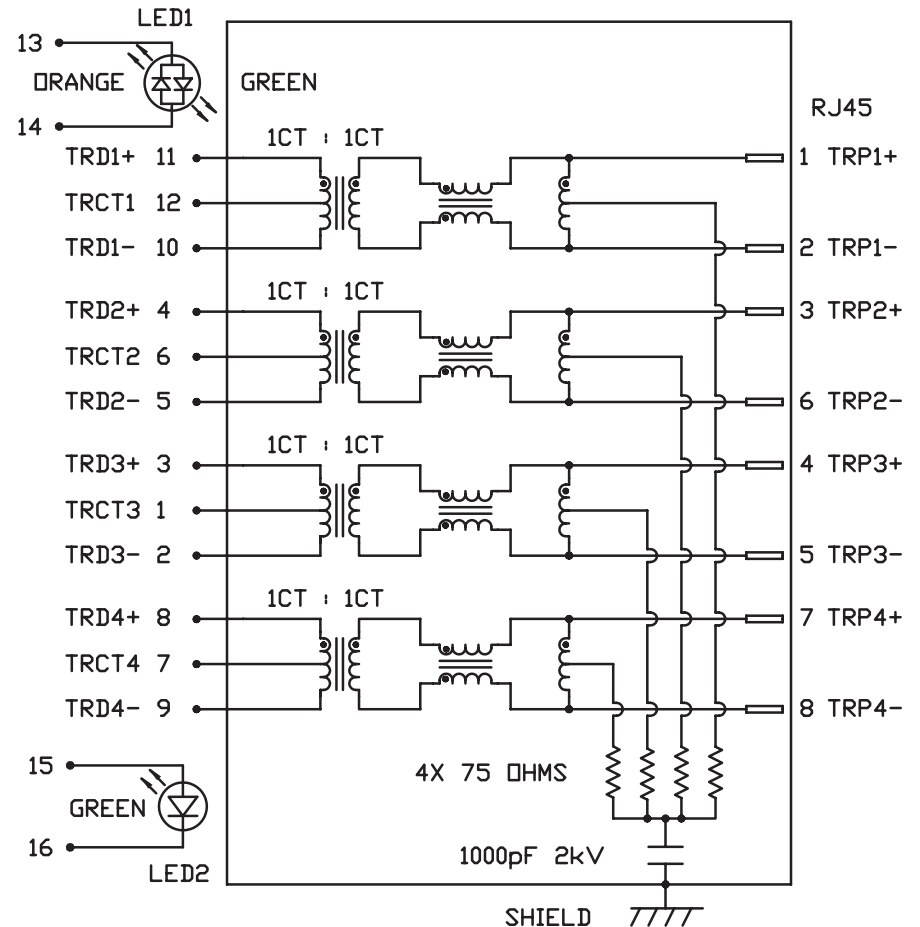 LED1
13
ORANGE
GREEN
14
RJ45
1CT : 1CT
TRD1+ 11
1 TRP1+
TRCT1 12
TRD1- 10
2 TRP1-
1CT : 1CT
TRD2+ 4
3 TRP2+
TRCT2 6
TRD2- 5
6 TRP2-
1CT : 1CT
TRD3+ 3
4 TRP3+
TRCT3 1
TRD3- 2
5 TRP3-
1CT : 1CT
TRD4+ 8
7 TRP4+
TRCT4 7
TRD4- 9
8 TRP4-
15
4X 75 OHMS
GREEN
16
1000pF 2kV
LED2
SHIELD